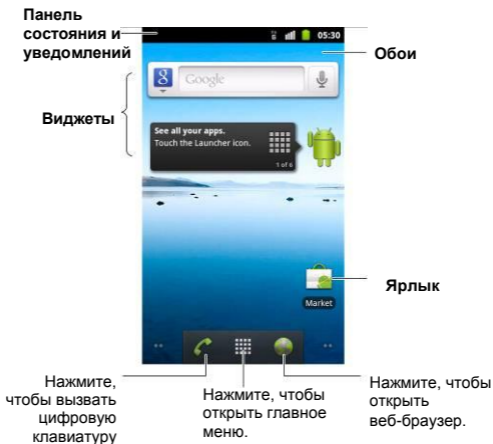 Панель
состояния и
уведомлений
05:30
Обои
8 Google
Виджеты
See all your apps.
Touch the Launcher icon.
1 of 6
Ярлык
Market
Нажмите,
чтобы вызвать
цифровую
клавиатуру
Нажмите, чтобы
открыть главное
меню.
Нажмите, чтобы
открыть
веб-браузер.